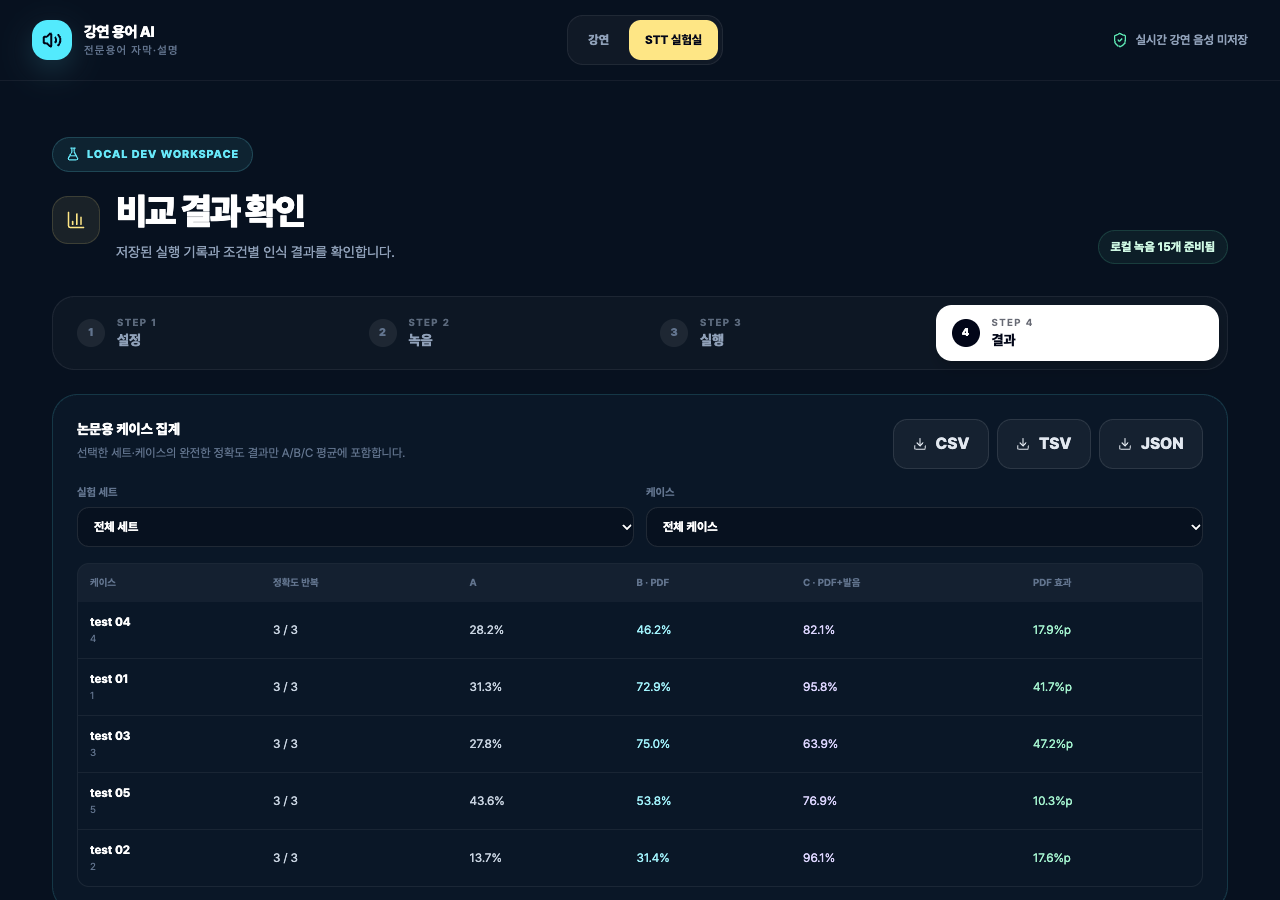 강연 용어 AI
전문용어 자막·설명
강연
STT 실험실
실시간 강연 음성 미저장
LOCAL DEV WORKSPACE
비교 결과 확인
저장된 실행 기록과 조건별 인식 결과를 확인합니다.
로컬 녹음 15개 준비됨
1
STEP 1
설정
2
STEP 2
녹음
3
STEP 3
실행
4
STEP 4
결과
논문용 케이스 집계
선택한 세트·케이스의 완전한 정확도 결과만 A/B/C 평균에 포함합니다.
CSV
TSV
JSON
실험 세트
케이스
전체 세트
전체 케이스
케이스 정확도 반복 A B · PDF C · PDF+발음 PDF 효과
test 04
4
3 / 3 28.2% 46.2% 82.1% 17.9%p
test 01
1
3 / 3 31.3% 72.9% 95.8% 41.7%p
test 03
3
3 / 3 27.8% 75.0% 63.9% 47.2%p
test 05
5
3 / 3 43.6% 53.8% 76.9% 10.3%p
test 02
2
3 / 3 13.7% 31.4% 96.1% 17.6%p